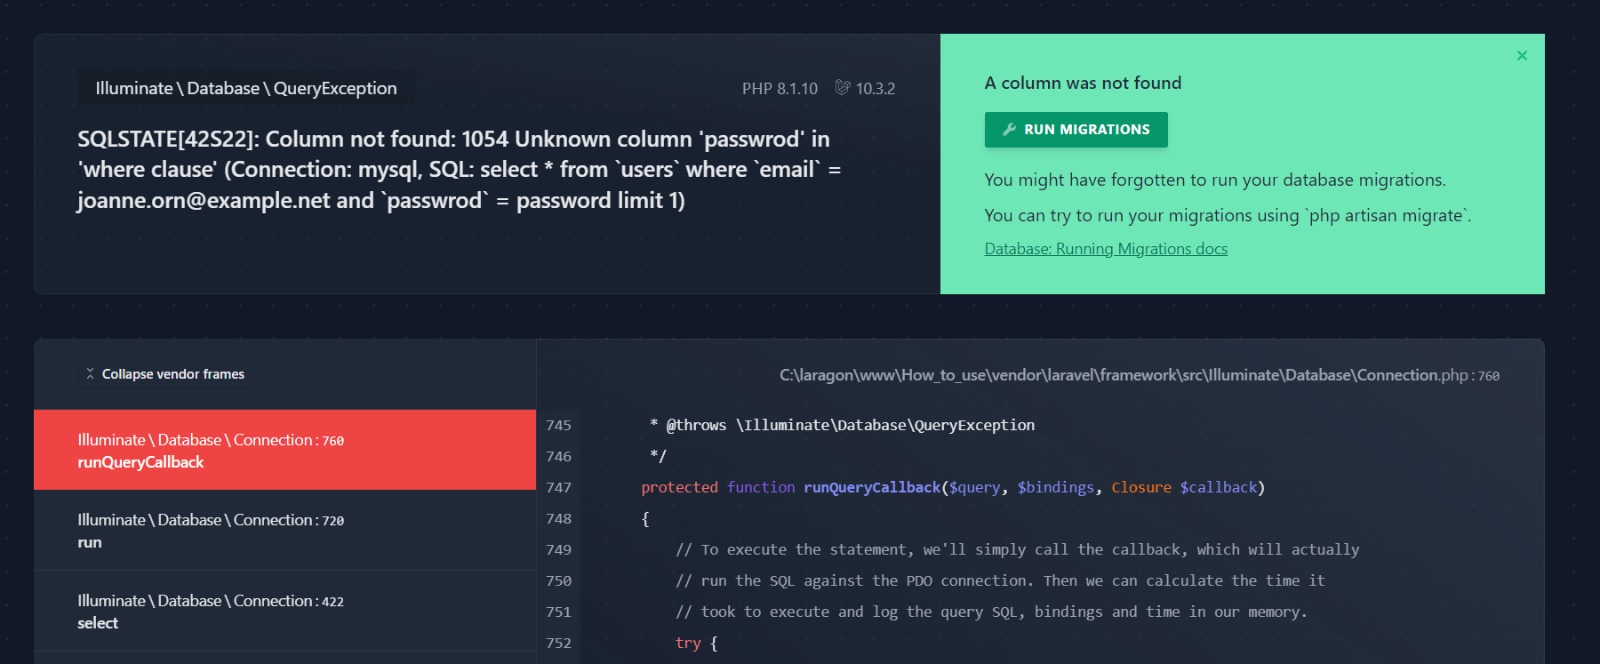 Illuminate \ Database \ QueryException
PHP 8.1.10 10.3.2
SQLSTATE[42S22]: Column not found: 1054 Unknown column 'passwrod' in
'where clause' (Connection: mysql, SQL: select * from `users` where `email` =
joanne.orn@example.net and `passwrod` = password limit 1)
×
A column was not found
RUN MIGRATIONS
You might have forgotten to run your database migrations.
You can try to run your migrations using `php artisan migrate`.
Database: Running Migrations docs
Collapse vendor frames
Illuminate \ Database \ Connection : 760
runQueryCallback
Illuminate \ Database \ Connection : 720
run
Illuminate \ Database \ Connection : 422
select
C:\laragon\www\How_to_use\vendor\laravel\framework\src\Illuminate\Database\Connection.php : 760
745 * @throws \Illuminate\Database\QueryException
746 */
747 protected function runQueryCallback($query, $bindings, Closure $callback)
748 {
749 // To execute the statement, we'll simply call the callback, which will actually
750 // run the SQL against the PDO connection. Then we can calculate the time it
751 // took to execute and log the query SQL, bindings and time in our memory.
752 try {